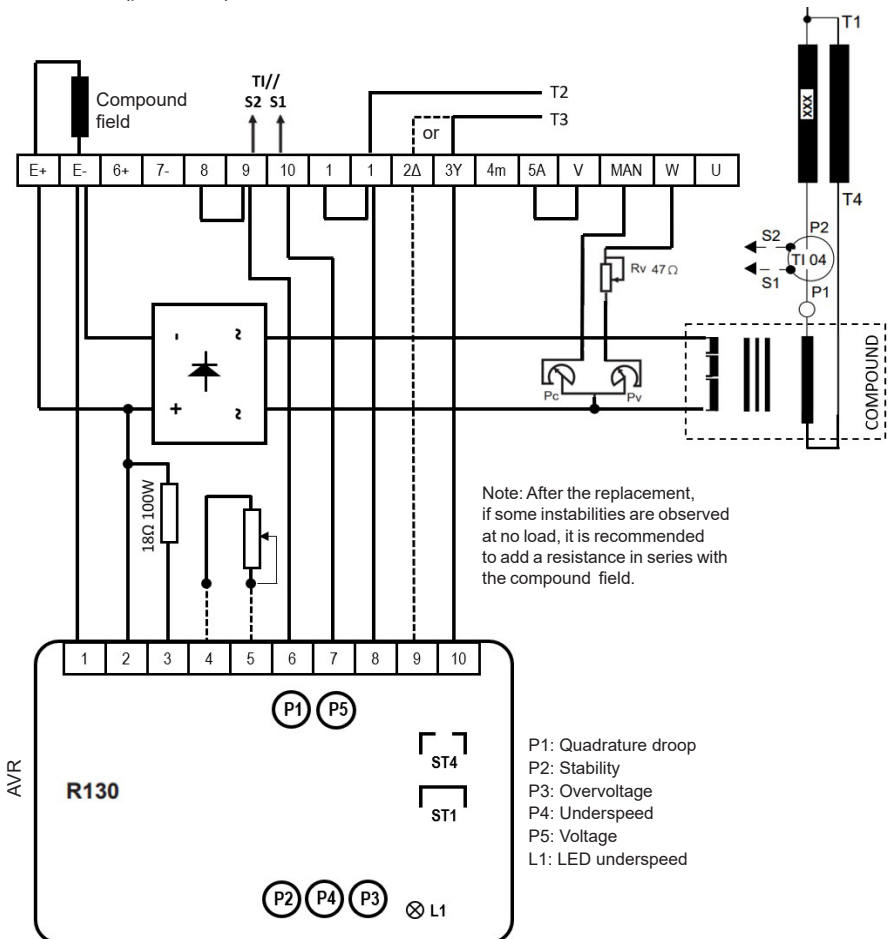 T1
TI//
S2 S1
T2
Compound
field
or
T3
xxx
E+ E- 6+ 7- 8 9 10 1 1 2Δ 3Y 4m 5A V MAN W U
T4
P2
S2
TI 04
S1
P1
Rv 47Ω
- ~
+ ~
Pc Pv
COMPOUND
18Ω 100W
Note: After the replacement,
if some instabilities are observed
at no load, it is recommended
to add a resistance in series with
the compound field.
1 2 3 4 5 6 7 8 9 10
P1 P5
ST4
ST1
AVR
R130
P2 P4 P3
L1
P1: Quadrature droop
P2: Stability
P3: Overvoltage
P4: Underspeed
P5: Voltage
L1: LED underspeed